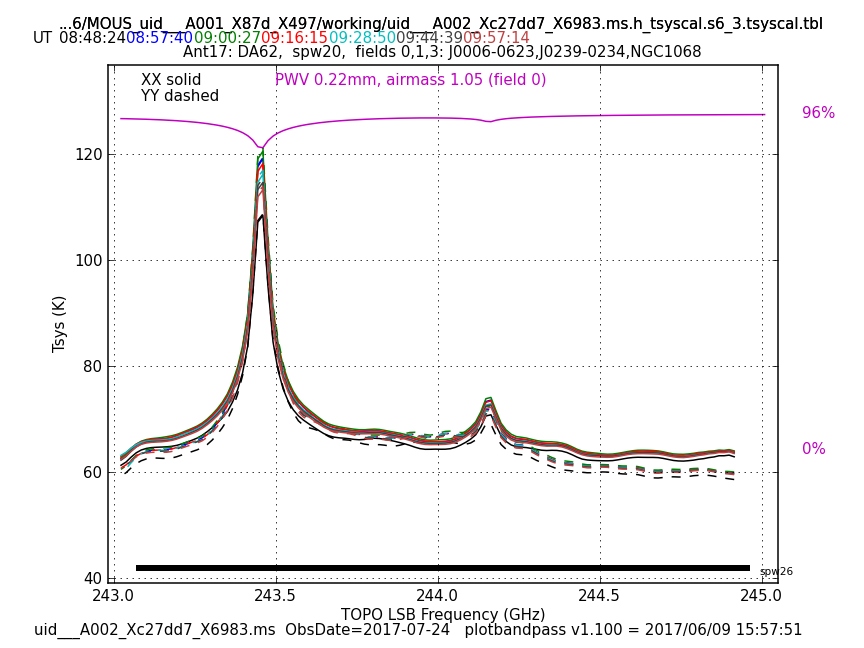 ...6/MOUS_uid___A001_X87d_X497/working/uid___A002_Xc27dd7_X6983.ms.h_tsyscal.s6_3.tsyscal.tbl
UT 08:48:24 08:57:40 09:00:27 09:16:15 09:28:50 09:44:39 09:57:14
Ant17: DA62,  spw20,  fields 0,1,3: J0006-0623,J0239-0234,NGC1068
XX solid
PWV 0.22mm, airmass 1.05 (field 0)
YY dashed
96%
120
100
Tsys (K)
80
0%
60
40
spw26
243.0 243.5 244.0 244.5 245.0
TOPO LSB Frequency (GHz)
uid___A002_Xc27dd7_X6983.ms  ObsDate=2017-07-24   plotbandpass v1.100 = 2017/06/09 15:57:51